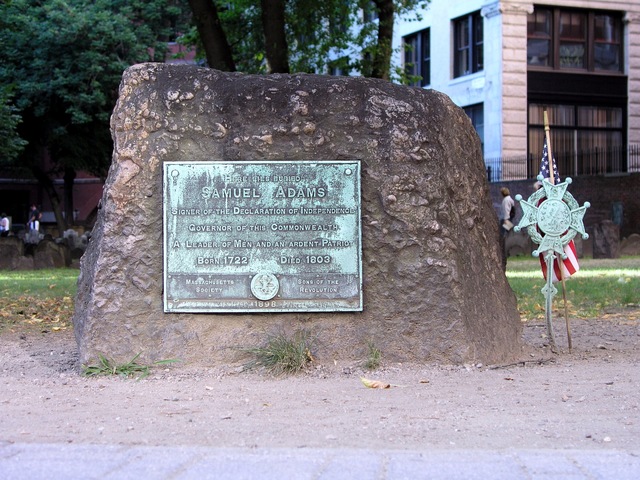 HERE LIES BURIED
SAMUEL ADAMS
SIGNER OF THE DECLARATION OF INDEPENDENCE
GOVERNOR OF THIS COMMONWEALTH
A LEADER OF MEN AND AN ARDENT PATRIOT
BORN 1722 DIED 1803
MASSACHUSETTS SONS OF THE
SOCIETY REVOLUTION
1898